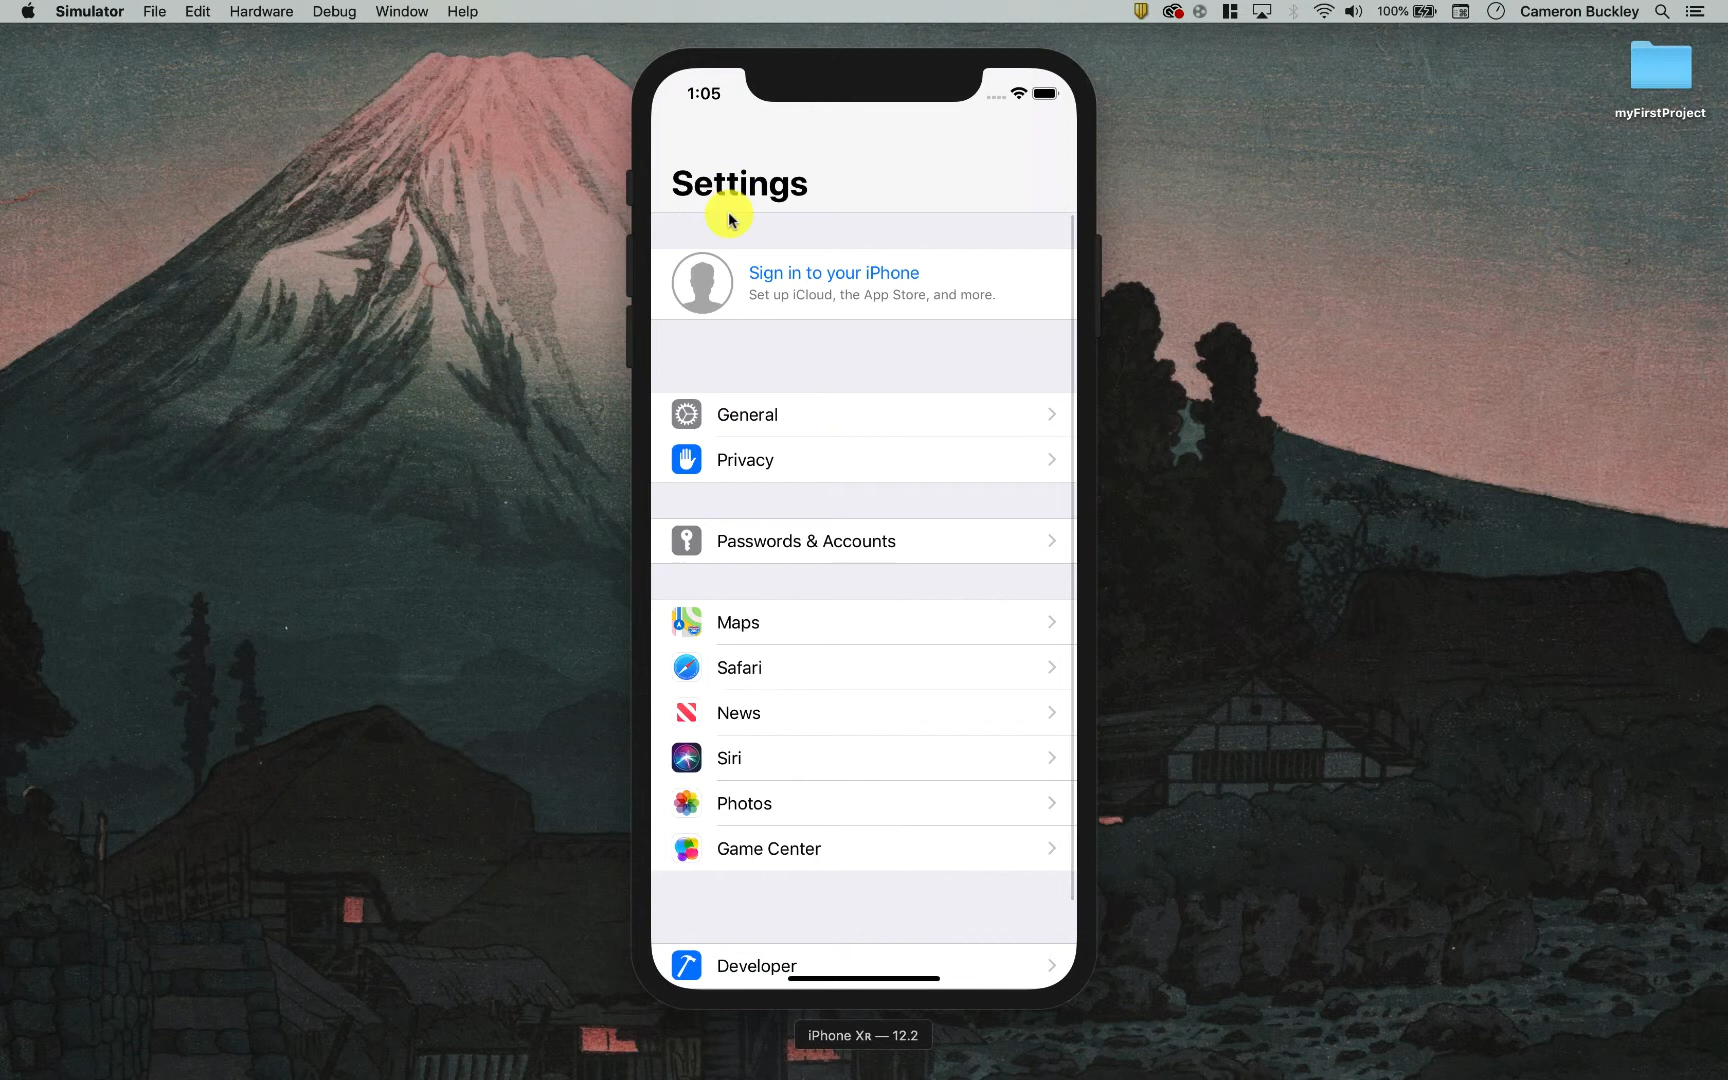 Simulator File Edit Hardware Debug Window Help 100% Cameron Buckley
myFirstProject
1:05
Settings
Sign in to your iPhone
Set up iCloud, the App Store, and more.
General
Privacy
Passwords & Accounts
Maps
Safari
News
Siri
Photos
Game Center
Developer
iPhone Xʀ — 12.2